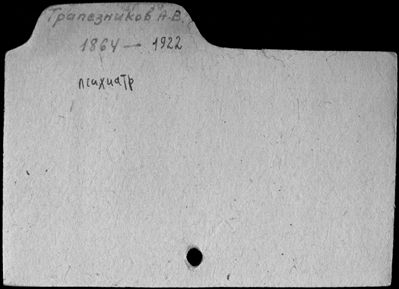 Трапезников А.В.
1864 — 1922
психиатр